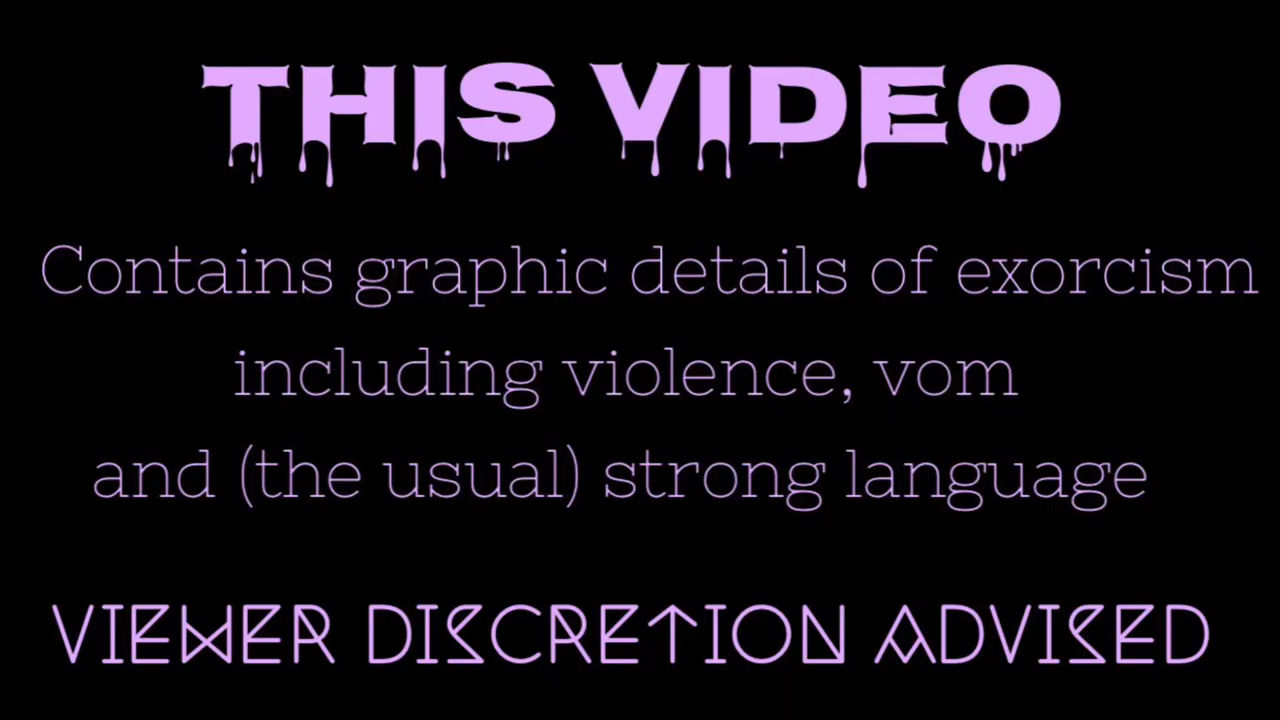 THIS VIDEO
Contains graphic details of exorcism
including violence, vom
and (the usual) strong language
VIEWER DISCRETION ADVISED